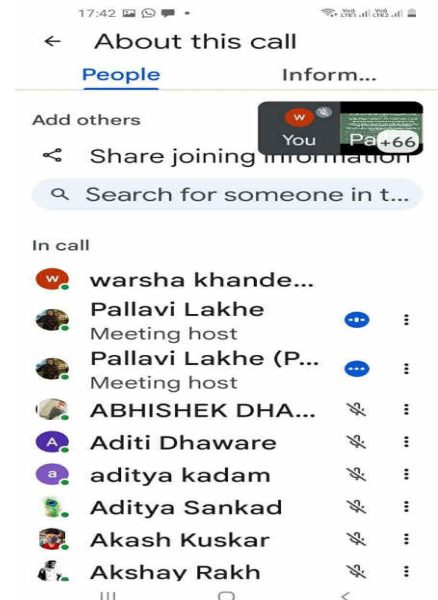 17:42
← About this call
People Inform...
Add others
W
You Pa +66
Share joining information
Search for someone in t...
In call
W warsha khande...
Pallavi Lakhe
Meeting host
Pallavi Lakhe (P...
Meeting host
ABHISHEK DHA...
A Aditi Dhaware
a aditya kadam
Aditya Sankad
Akash Kuskar
Akshay Rakh